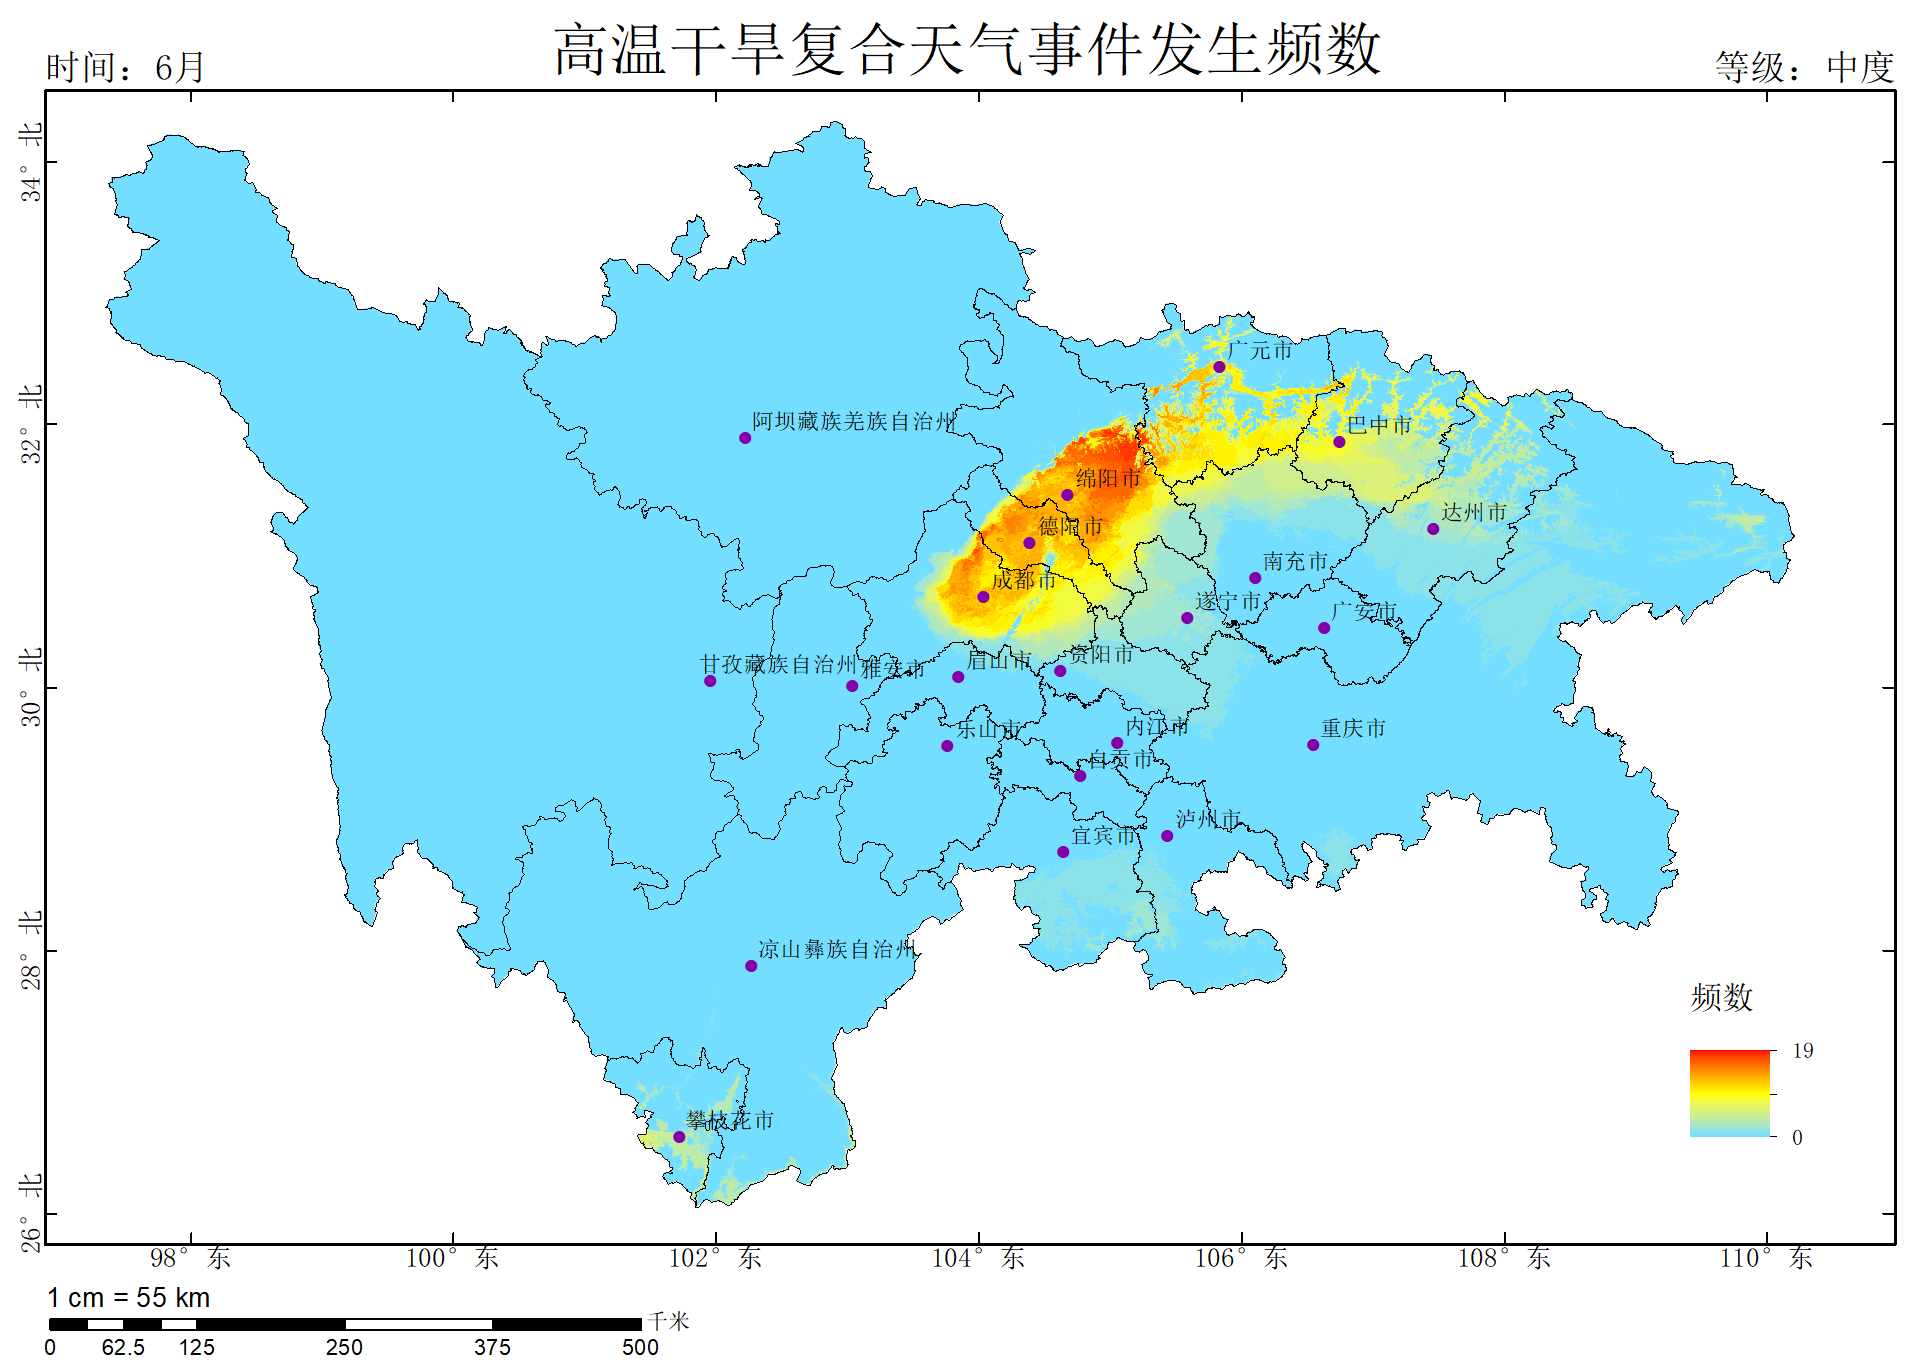 高温干旱复合天气事件发生频数
时间：6月
等级：中度
34° 北
32° 北
30° 北
28° 北
26° 北
广元市
阿坝藏族羌族自治州
巴中市
绵阳市
德阳市
达州市
南充市
成都市
遂宁市
广安市
甘孜藏族自治州
雅安市
眉山市
资阳市
乐山市
内江市
重庆市
自贡市
泸州市
宜宾市
凉山彝族自治州
攀枝花市
频数
19
0
98° 东
100° 东
102° 东
104° 东
106° 东
108° 东
110° 东
1 cm = 55 km
千米
0 62.5 125 250 375 500